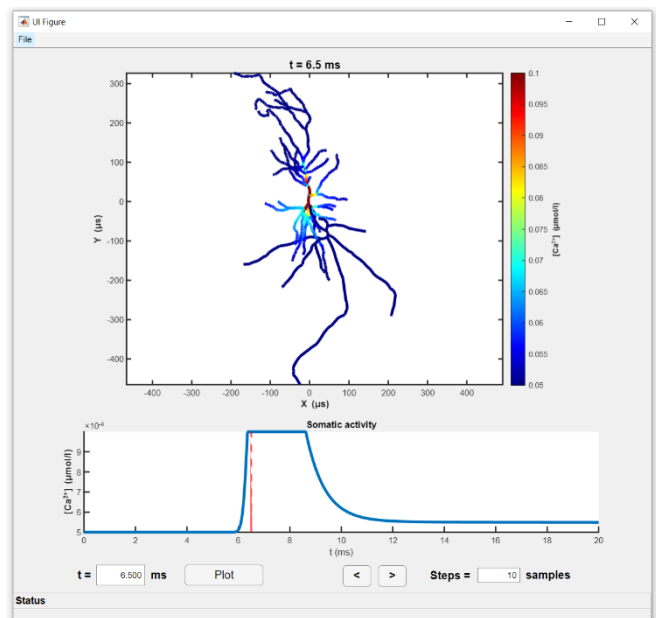 UI Figure
File
t = 6.5 ms
300
200
100
0
-100
-200
-300
-400
Y (μs)
-400 -300 -200 -100 0 100 200 300 400
X (μs)
0.1
0.095
0.09
0.085
0.08
0.075
0.07
0.065
0.06
0.055
0.05
[Ca²⁺] (μmol/l)
Somatic activity
9
8
7
6
5
[Ca²⁺] (μmol/l)
0 2 4 6 8 10 12 14 16 18 20
t (ms)
t = 6.500 ms Plot < > Steps = 10 samples
Status